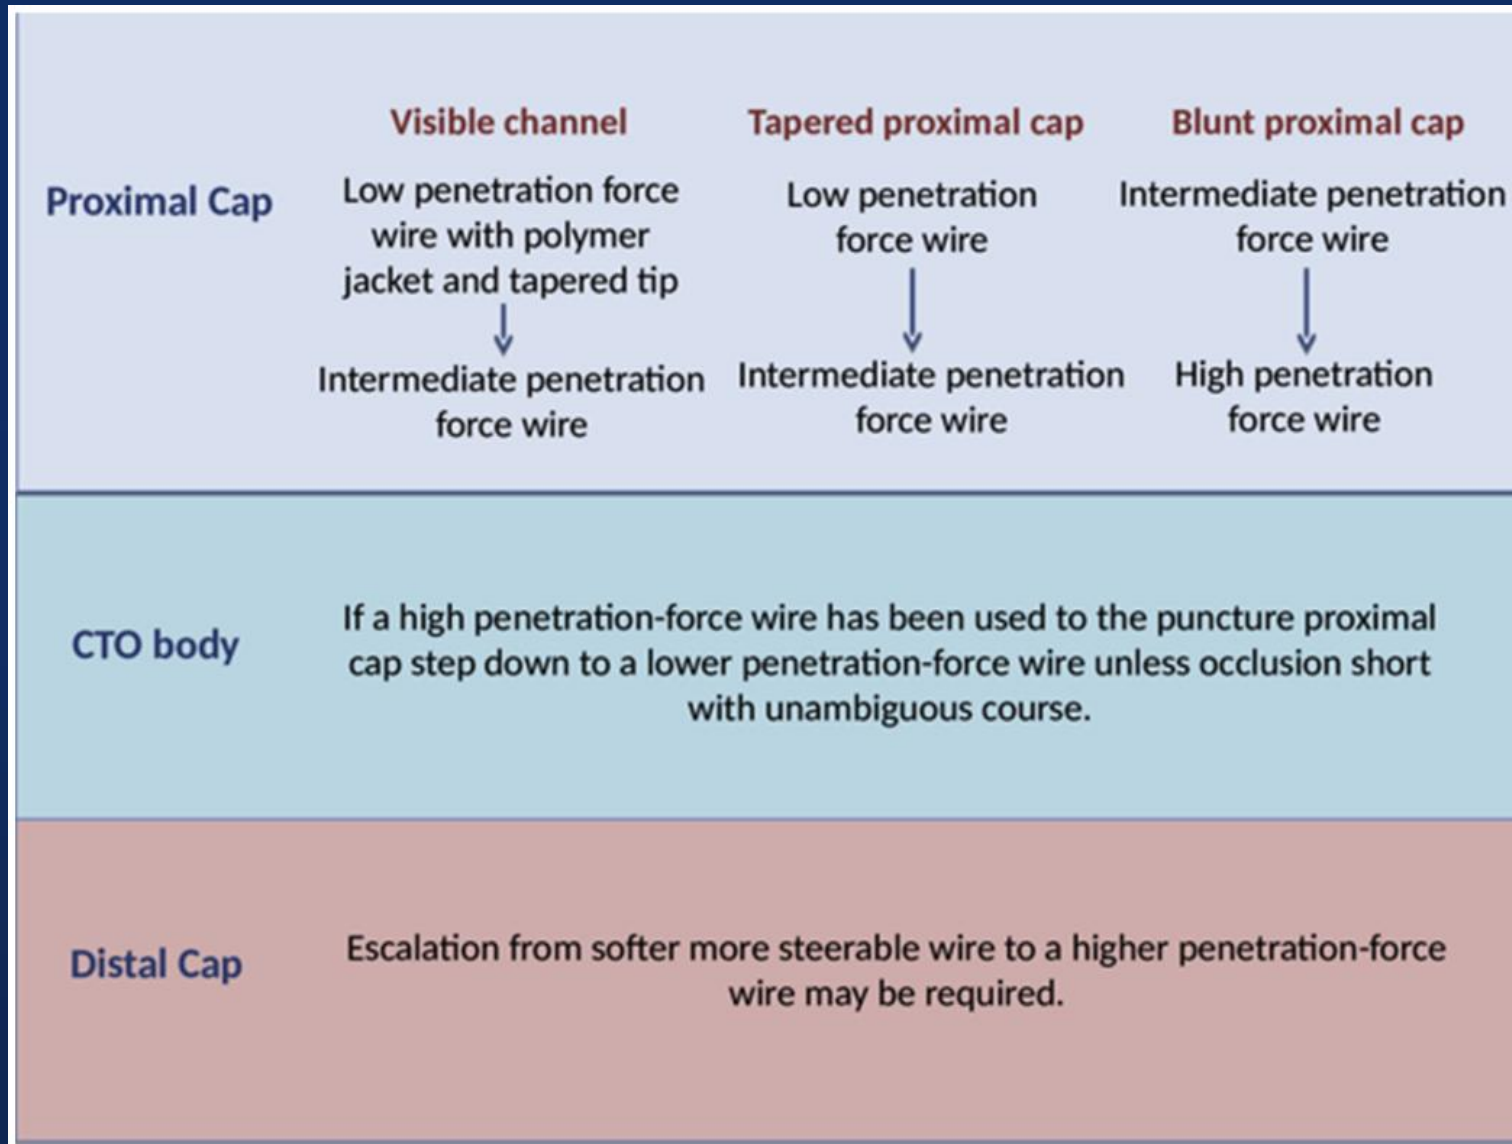 Proximal Cap
Visible channel
Low penetration force
wire with polymer
jacket and tapered tip
Intermediate penetration
force wire
Tapered proximal cap
Low penetration
force wire
Intermediate penetration
force wire
Blunt proximal cap
Intermediate penetration
force wire
High penetration
force wire
CTO body
If a high penetration-force wire has been used to the puncture proximal
cap step down to a lower penetration-force wire unless occlusion short
with unambiguous course.
Distal Cap
Escalation from softer more steerable wire to a higher penetration-force
wire may be required.